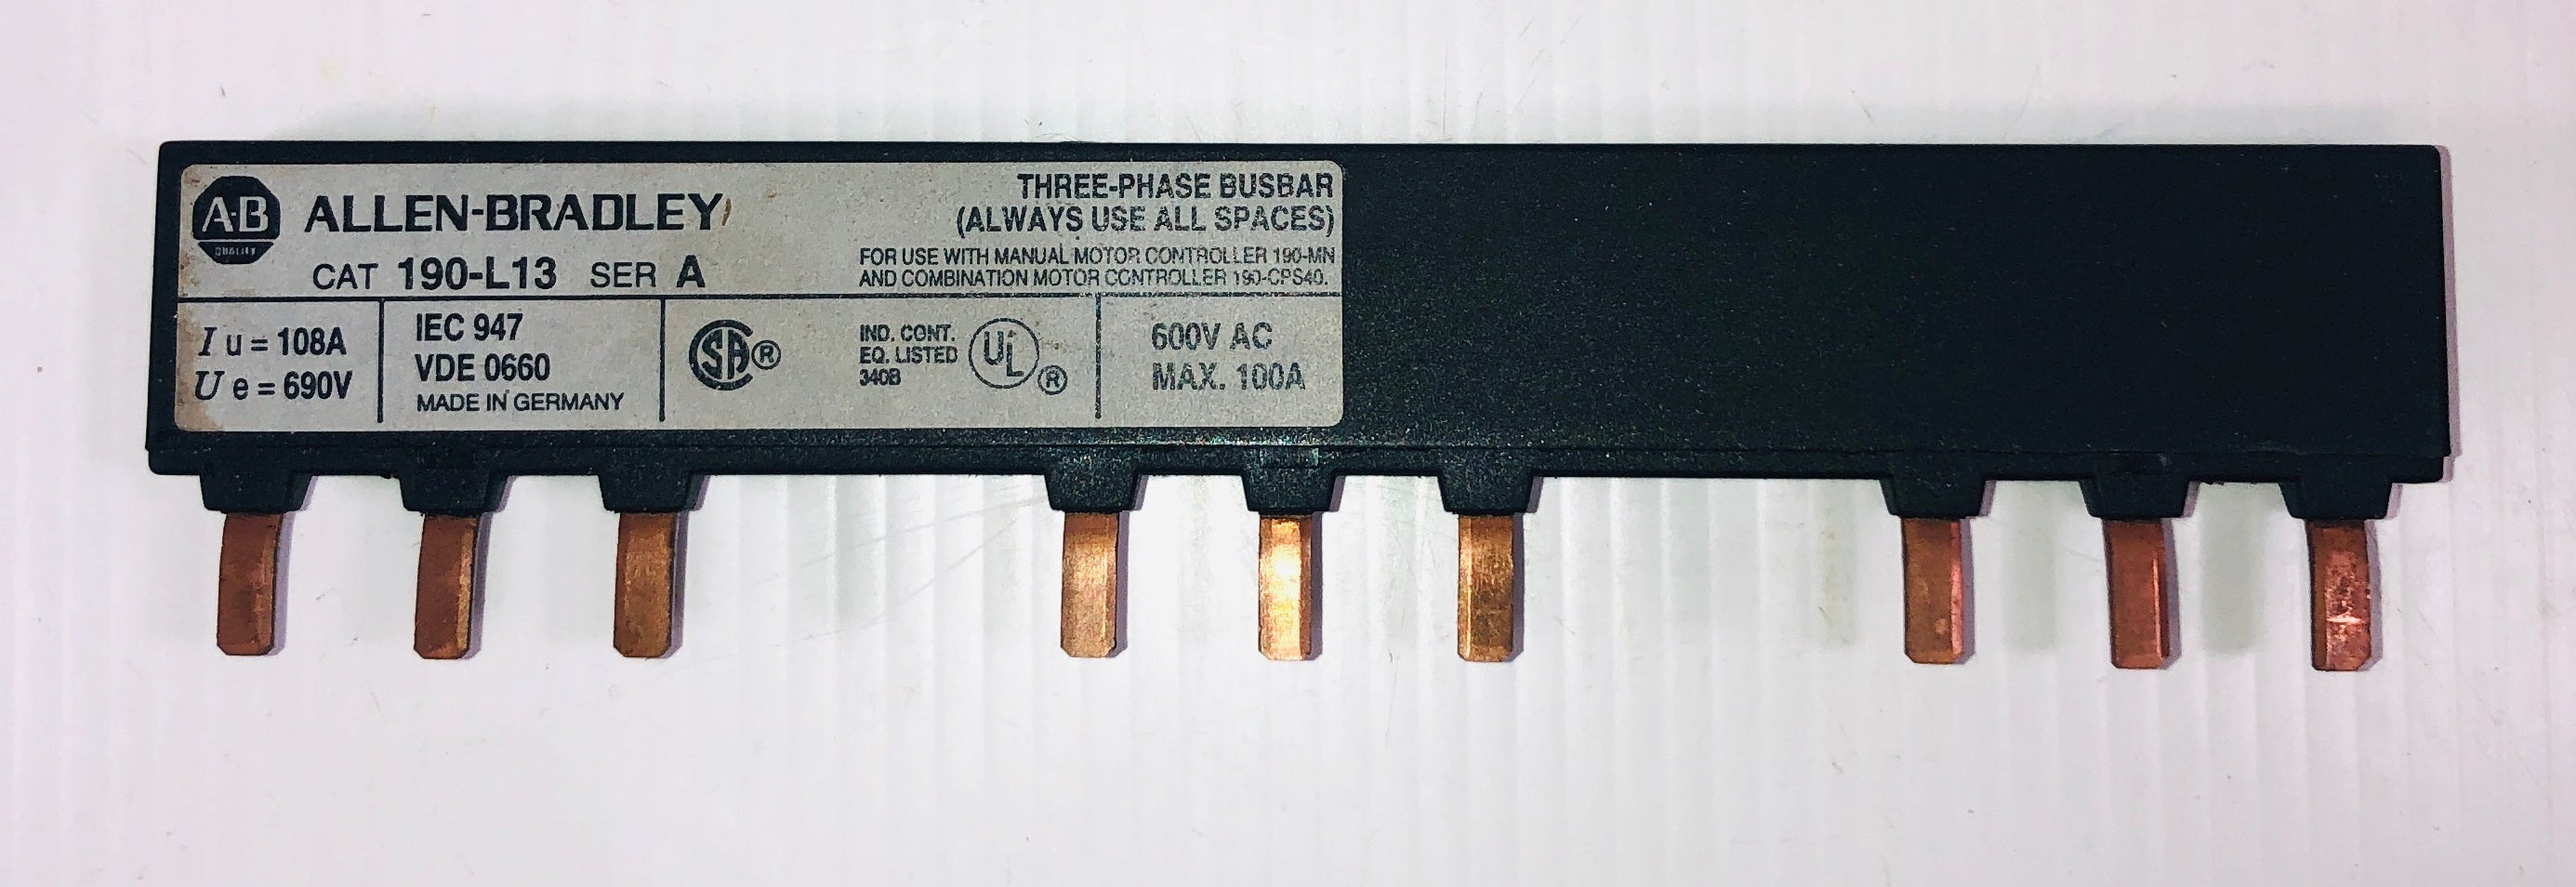 A-B
QUALITY
ALLEN-BRADLEY
CAT 190-L13 SER A
THREE-PHASE BUSBAR
(ALWAYS USE ALL SPACES)
FOR USE WITH MANUAL MOTOR CONTROLLER 190-MN
AND COMBINATION MOTOR CONTROLLER 190-CPS40.
I u = 108A
U e = 690V
IEC 947
VDE 0660
MADE IN GERMANY
SA ®
IND. CONT.
EQ. LISTED
340B
UL ®
600V AC
MAX. 100A